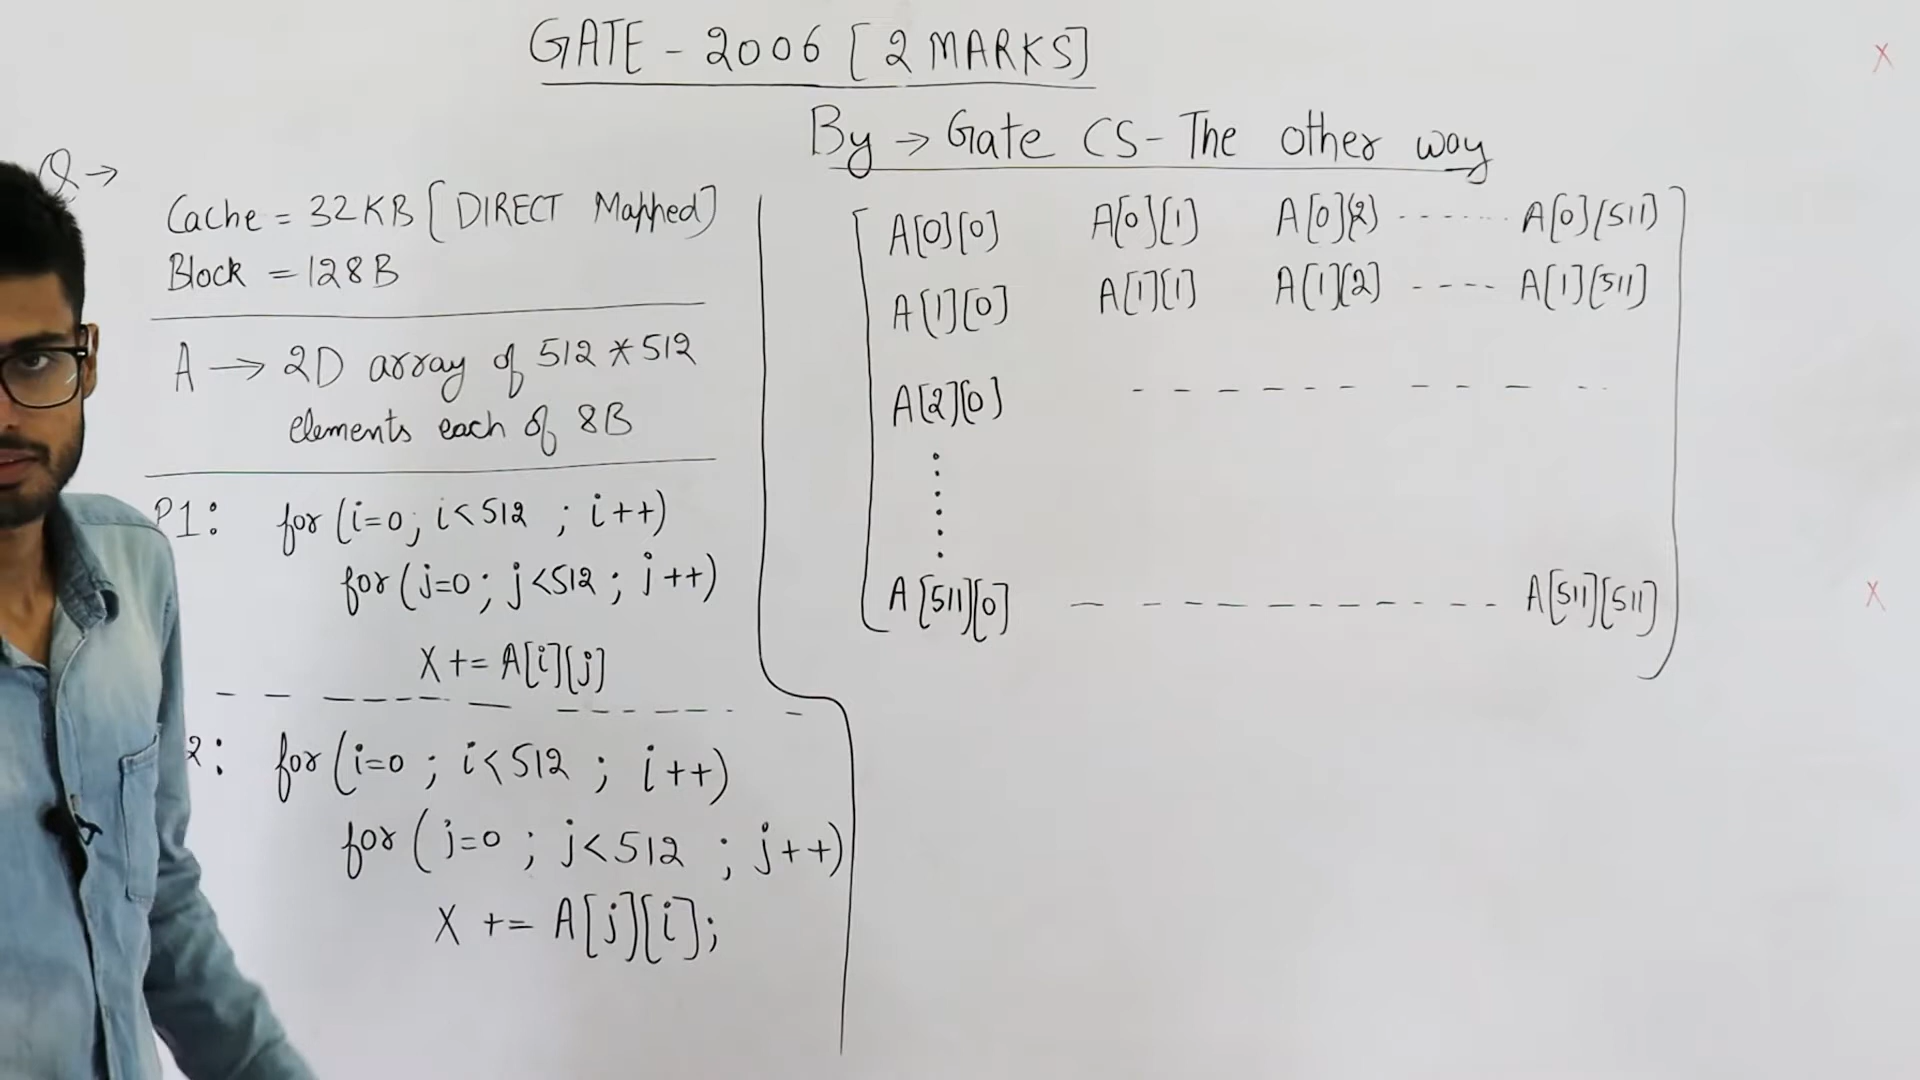 GATE - 2006 [2 MARKS]
By → Gate CS - The other way
Q →
Cache = 32KB [DIRECT Mapped]
Block = 128B
A → 2D array of 512 * 512
elements each of 8B
P1: for (i=0; i<512 ; i++)
for (j=0 ; j<512 ; j++)
X += A[i][j]
2: for (i=0 ; i<512 ; i++)
for (j=0 ; j<512 ; j++)
X += A[j][i];
A[0][0] A[0][1] A[0][2] ------- A[0][511]
A[1][0] A[1][1] A[1][2] ---- A[1][511]
A[2][0]
A[511][0] ------------ A[511][511]
X
X